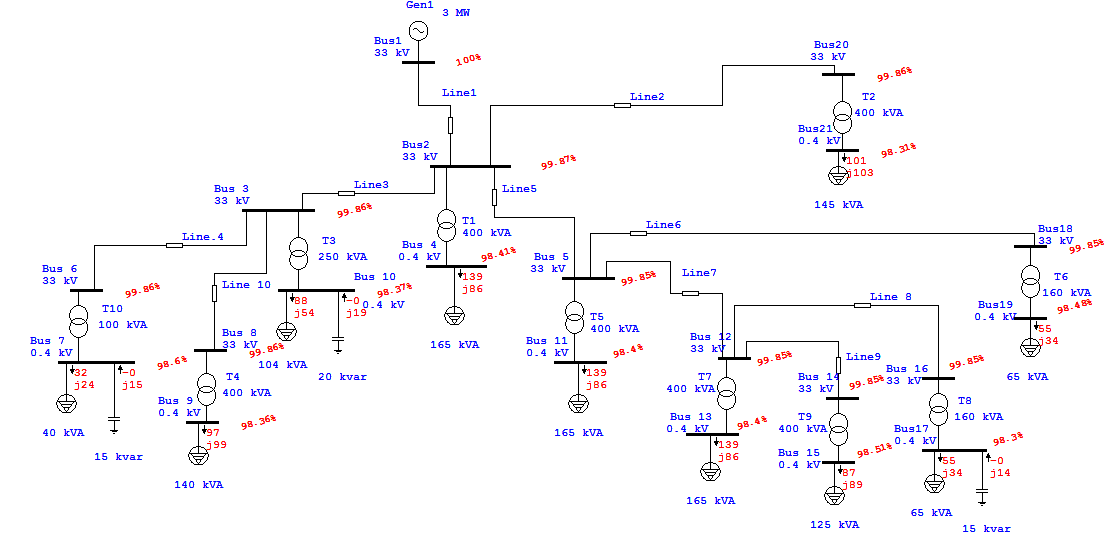 Gen1
3 MW
Bus1
33 kV
100%
Line1
Bus20
33 kV
99.86%
Line2
T2
400 kVA
Bus21
0.4 kV
98.31%
101
j103
145 kVA
Bus2
33 kV
99.87%
Line3
Line5
Bus 3
33 kV
99.86%
T1
400 kVA
Bus 4
0.4 kV
98.41%
139
j86
165 kVA
Line.4
T3
250 kVA
Bus 10
0.4 kV
98.37%
88
j54
-0
j19
104 kVA
20 kvar
Line 10
Bus 6
33 kV
99.86%
T10
100 kVA
Bus 7
0.4 kV
98.6%
32
j24
-0
j15
40 kVA
15 kvar
Bus 8
33 kV
99.86%
T4
400 kVA
Bus 9
0.4 kV
98.36%
97
j99
140 kVA
Line6
Bus 5
33 kV
99.85%
Line7
T5
400 kVA
Bus 11
0.4 kV
98.4%
139
j86
165 kVA
Bus18
33 kV
99.85%
T6
160 kVA
Bus19
0.4 kV
98.48%
55
j34
65 kVA
Line 8
Bus 12
33 kV
99.85%
Line9
T7
400 kVA
Bus 13
0.4 kV
98.4%
139
j86
165 kVA
Bus 14
33 kV
99.85%
T9
400 kVA
Bus 15
0.4 kV
98.51%
87
j89
125 kVA
Bus 16
33 kV
99.85%
T8
160 kVA
Bus17
0.4 kV
98.3%
55
j34
-0
j14
65 kVA
15 kvar